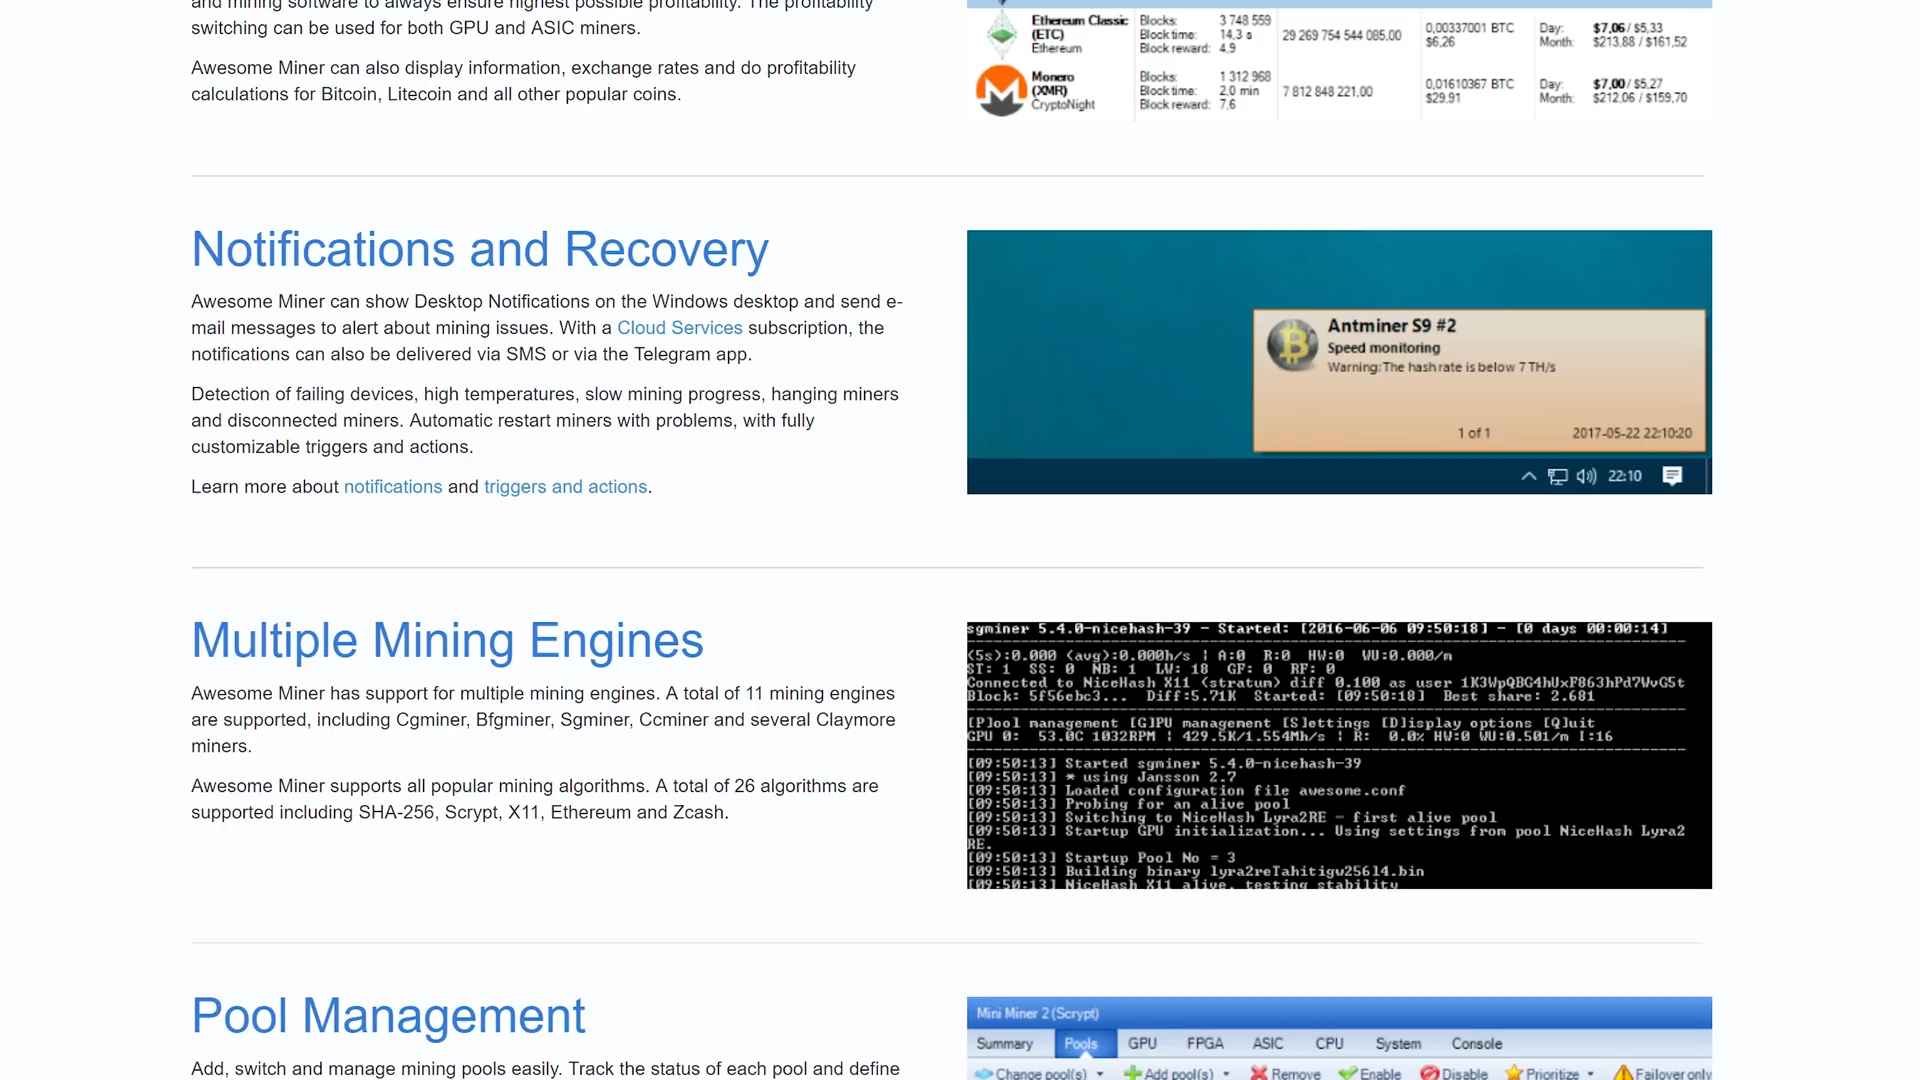 and mining software to always ensure highest possible profitability. The profitability
switching can be used for both GPU and ASIC miners.
Awesome Miner can also display information, exchange rates and do profitability
calculations for Bitcoin, Litecoin and all other popular coins.
Ethereum Classic
(ETC)
Ethereum
Blocks: 3 748 559
Block time: 14,3 s
Block reward: 4,9
29 269 754 544 085,00
0,00337001 BTC
$6,26
Day: $7,06 / $5,33
Month: $213,88 / $161,52
Monero
(XMR)
CryptoNight
Blocks: 1 312 968
Block time: 2,0 min
Block reward: 7,6
7 812 848 221,00
0,01610367 BTC
$29,91
Day: $7,00 / $5,27
Month: $212,06 / $159,70
Notifications and Recovery
Awesome Miner can show Desktop Notifications on the Windows desktop and send e-
mail messages to alert about mining issues. With a Cloud Services subscription, the
notifications can also be delivered via SMS or via the Telegram app.
Detection of failing devices, high temperatures, slow mining progress, hanging miners
and disconnected miners. Automatic restart miners with problems, with fully
customizable triggers and actions.
Learn more about notifications and triggers and actions.
Antminer S9 #2
Speed monitoring
Warning: The hash rate is below 7 TH/s
1 of 1 2017-05-22 22:10:20
22:10
Multiple Mining Engines
Awesome Miner has support for multiple mining engines. A total of 11 mining engines
are supported, including Cgminer, Bfgminer, Sgminer, Ccminer and several Claymore
miners.
Awesome Miner supports all popular mining algorithms. A total of 26 algorithms are
supported including SHA-256, Scrypt, X11, Ethereum and Zcash.
sgminer 5.4.0-nicehash-39 - Started: [2016-06-06 09:50:18] - [0 days 00:00:14]
(5s):0.000 (avg):0.000h/s | A:0 R:0 HW:0 WU:0.000/m
ST: 1 SS: 0 NB: 1 LW: 18 GF: 0 RF: 0
Connected to NiceHash X11 (stratum) diff 0.100 as user 1K3WpQBG4hUxF863hPd7WvG5t
Block: 5f56ebc3... Diff:5.71K Started: [09:50:18] Best share: 2.681
[P]ool management [G]PU management [S]ettings [D]isplay options [Q]uit
GPU 0: 53.0C 1032RPM | 429.5K/1.554Mh/s | R: 0.0% HW:0 WU:0.501/m I:16
[09:50:13] Started sgminer 5.4.0-nicehash-39
[09:50:13] * using Jansson 2.7
[09:50:13] Loaded configuration file awesome.conf
[09:50:13] Probing for an alive pool
[09:50:13] Switching to NiceHash Lyra2RE - first alive pool
[09:50:13] Startup GPU initialization... Using settings from pool NiceHash Lyra2
RE.
[09:50:13] Startup Pool No = 3
[09:50:13] Building binary lyra2reTahitigw256l4.bin
[09:50:13] NiceHash X11 alive, testing stability
Pool Management
Add, switch and manage mining pools easily. Track the status of each pool and define
Mini Miner 2 (Scrypt)
Summary Pools GPU FPGA ASIC CPU System Console
Change pool(s) Add pool(s) Remove Enable Disable Prioritize Failover only